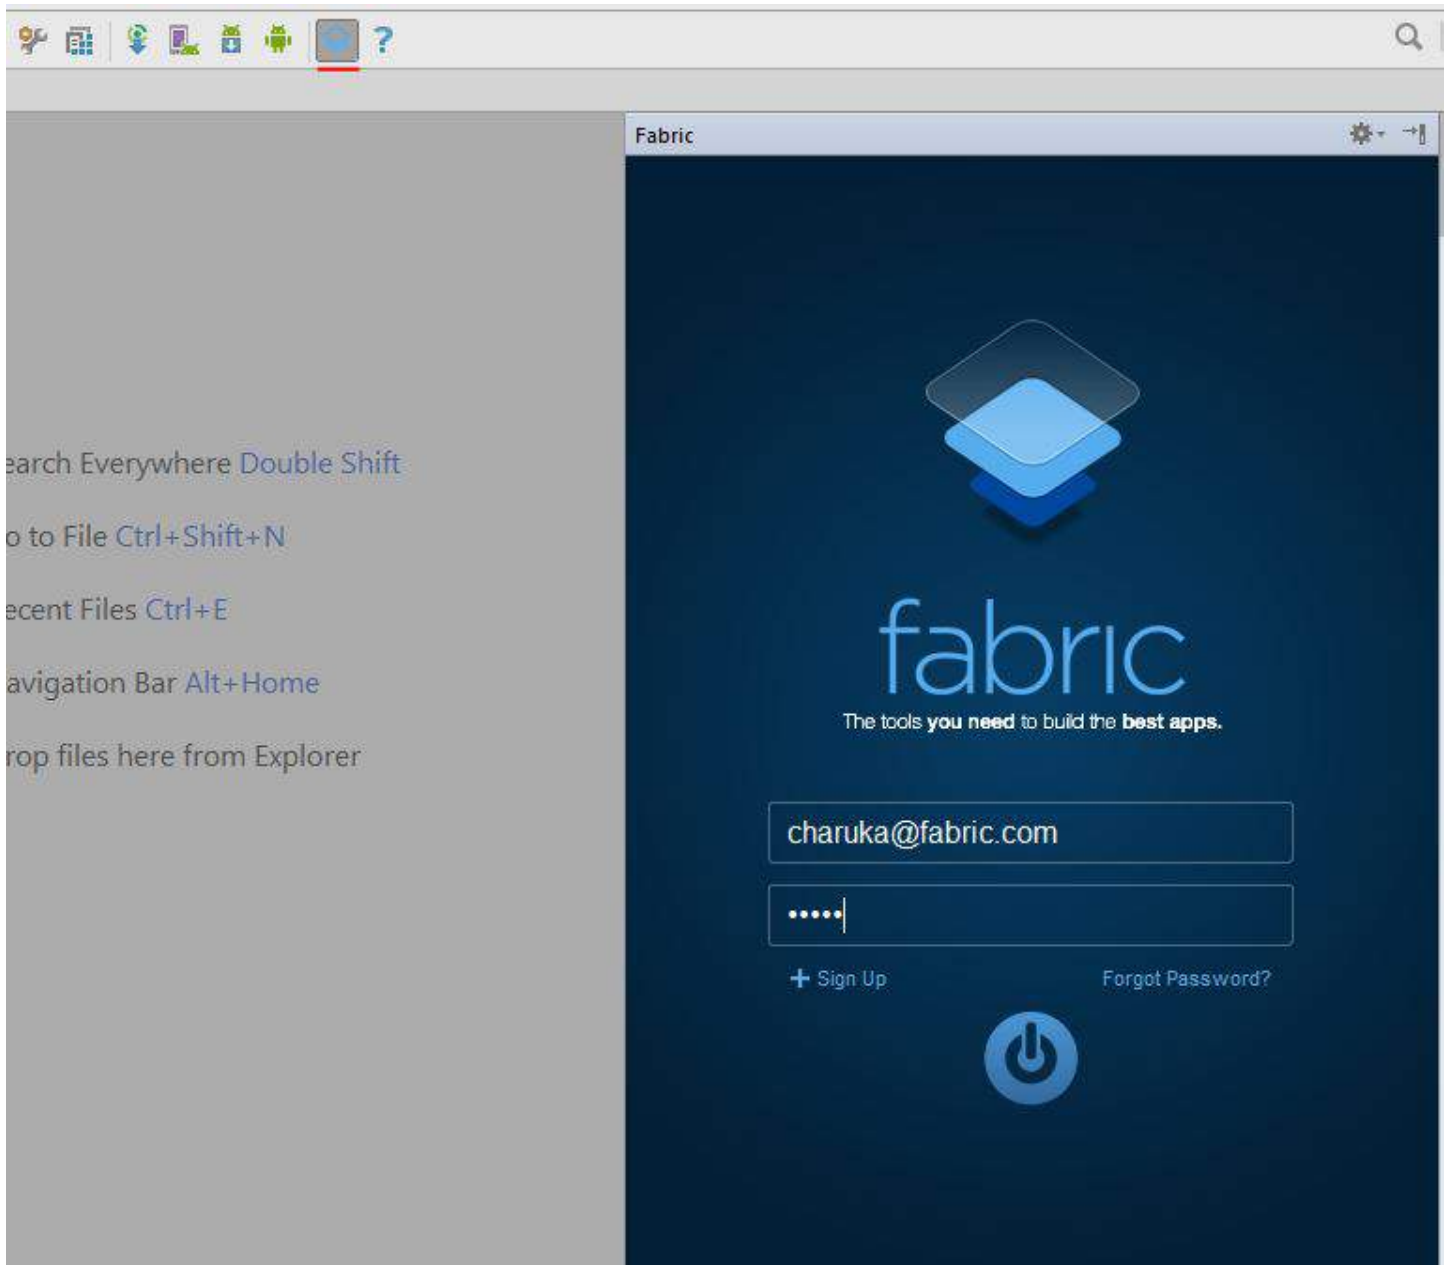 ?
Fabric
earch Everywhere Double Shift
o to File Ctrl+Shift+N
ecent Files Ctrl+E
avigation Bar Alt+Home
rop files here from Explorer
fabric
The tools you need to build the best apps.
charuka@fabric.com
•••••
+ Sign Up
Forgot Password?